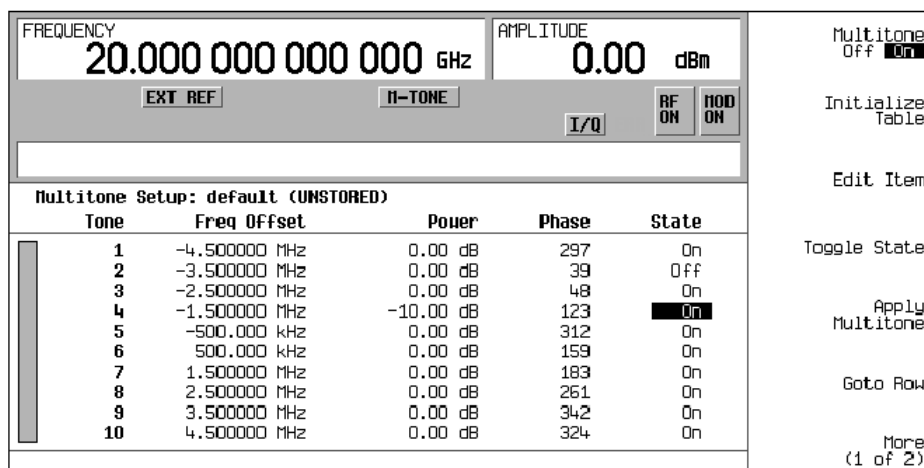 FREQUENCY
20.000 000 000 000 GHz
AMPLITUDE
0.00 dBm
EXT REF
M-TONE
I/Q
RF ON
MOD ON
Multitone Setup: default (UNSTORED)
Tone Freq Offset Power Phase State
1 -4.500000 MHz 0.00 dB 297 On
2 -3.500000 MHz 0.00 dB 39 Off
3 -2.500000 MHz 0.00 dB 48 On
4 -1.500000 MHz -10.00 dB 123 On
5 -500.000 kHz 0.00 dB 312 On
6 500.000 kHz 0.00 dB 159 On
7 1.500000 MHz 0.00 dB 183 On
8 2.500000 MHz 0.00 dB 261 On
9 3.500000 MHz 0.00 dB 342 On
10 4.500000 MHz 0.00 dB 324 On
Multitone
Off On
Initialize
Table
Edit Item
Toggle State
Apply
Multitone
Goto Row
More
(1 of 2)